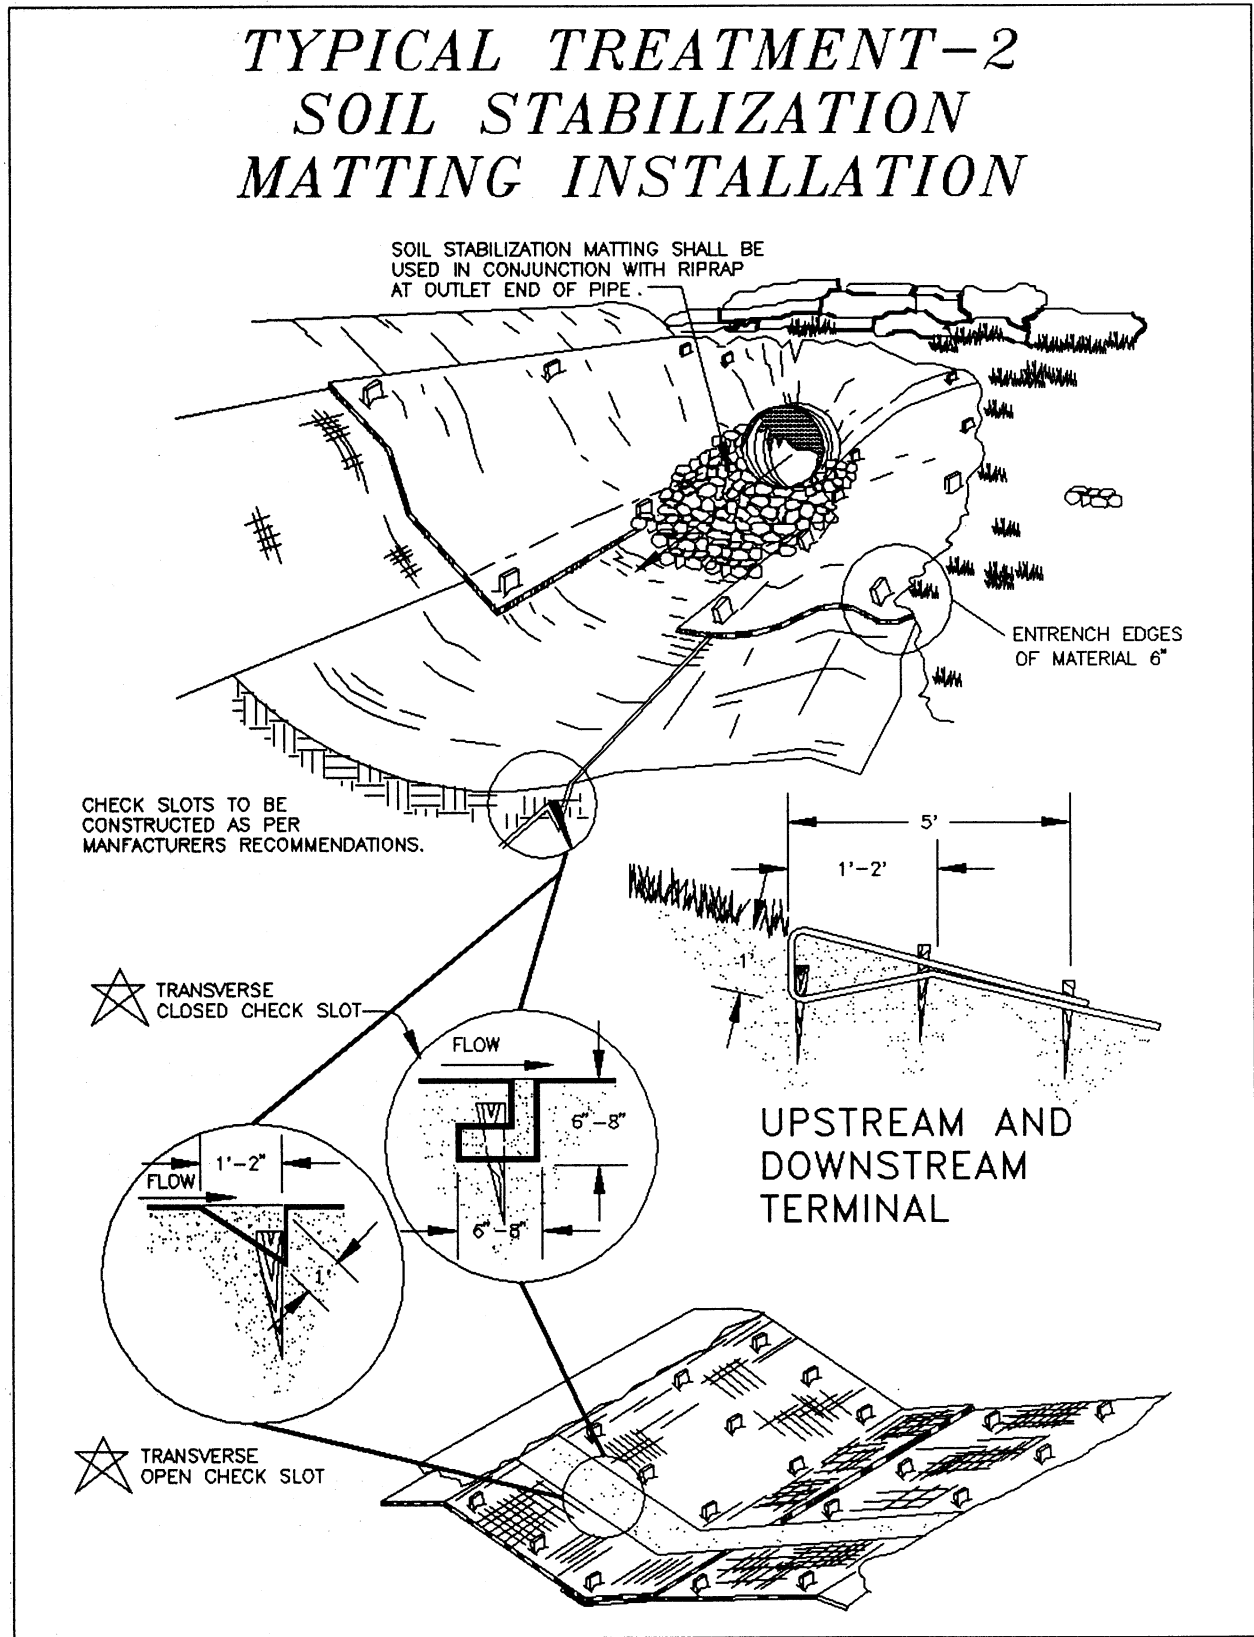 TYPICAL TREATMENT-2
SOIL STABILIZATION
MATTING INSTALLATION
SOIL STABILIZATION MATTING SHALL BE
USED IN CONJUNCTION WITH RIPRAP
AT OUTLET END OF PIPE.
ENTRENCH EDGES
OF MATERIAL 6"
CHECK SLOTS TO BE
CONSTRUCTED AS PER
MANFACTURERS RECOMMENDATIONS.
5'
1'-2'
1'
TRANSVERSE
CLOSED CHECK SLOT
FLOW
6"-8"
6"-8"
UPSTREAM AND
DOWNSTREAM
TERMINAL
1'-2"
FLOW
1'
TRANSVERSE
OPEN CHECK SLOT